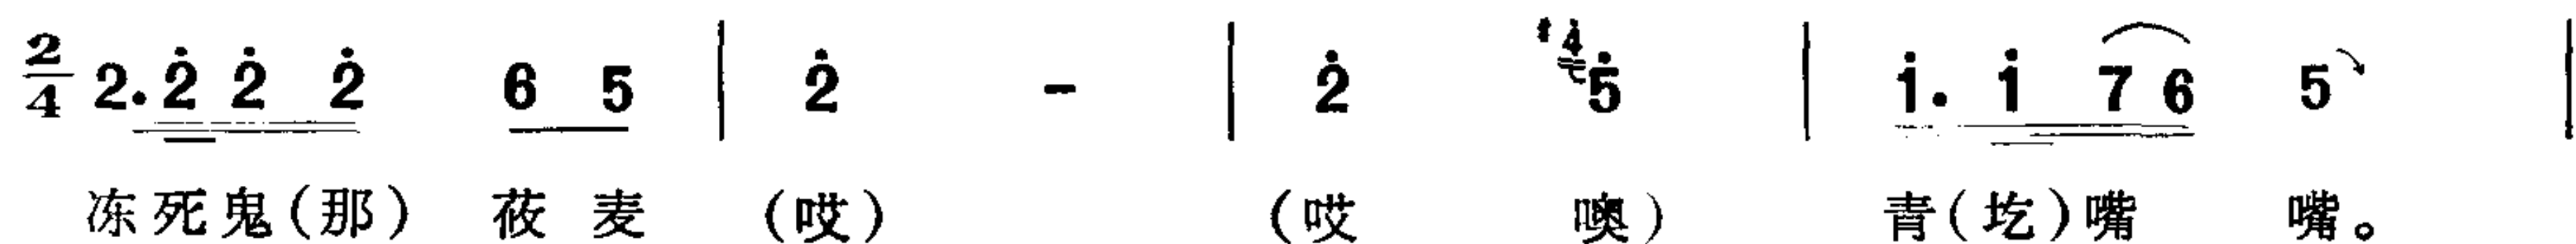 2/4 2. 2̇ 2̇ 2̇ 6 5 | 2̇ - | 2̇ #4̇ 5̇ | 1̇. 1̇ 7 6 5 |
冻死鬼(那) 莜麦 (哎) (哎 噢) 青(圪)嘴 嘴。